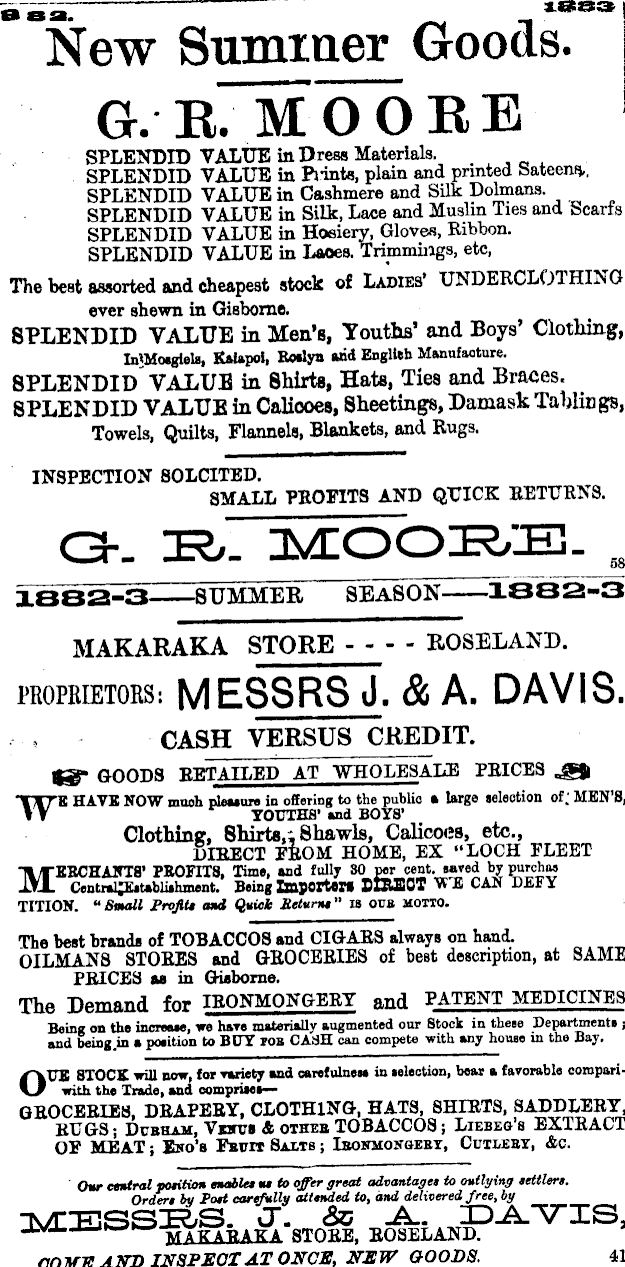 882. 1883
New Summer Goods.
G. R. MOORE
SPLENDID VALUE in Dress Materials.
SPLENDID VALUE in Prints, plain and printed Sateens,
SPLENDID VALUE in Cashmere and Silk Dolmans.
SPLENDID VALUE in Silk, Lace and Muslin Ties and Scarfs
SPLENDID VALUE in Hosiery, Gloves, Ribbon.
SPLENDID VALUE in Laces. Trimmings, etc,
The best assorted and cheapest stock of LADIES' UNDERCLOTHING
ever shewn in Gisborne.
SPLENDID VALUE in Men's, Youths' and Boys' Clothing,
In Mosgiels, Kaiapoi, Roslyn and English Manufacture.
SPLENDID VALUE in Shirts, Hats, Ties and Braces.
SPLENDID VALUE in Calicoes, Sheetings, Damask Tablings,
Towels, Quilts, Flannels, Blankets, and Rugs.
INSPECTION SOLCITED.
SMALL PROFITS AND QUICK RETURNS.
G. R. MOORE.
58
1882-3—SUMMER SEASON—1882-3
MAKARAKA STORE - - - - ROSELAND.
PROPRIETORS: MESSRS J. & A. DAVIS.
CASH VERSUS CREDIT.
☞ GOODS RETAILED AT WHOLESALE PRICES ☜
WE HAVE NOW much pleasure in offering to the public a large selection of MEN'S,
YOUTHS' and BOYS'
Clothing, Shirts, Shawls, Calicoes, etc.,
DIRECT FROM HOME, EX "LOCH FLEET
MERCHANTS' PROFITS, Time, and fully 30 per cent. saved by purchas
Central Establishment. Being Importers DIRECT WE CAN DEFY
TITION. "Small Profits and Quick Returns" IS OUR MOTTO.
The best brands of TOBACCOS and CIGARS always on hand.
OILMANS STORES and GROCERIES of best description, at SAME
PRICES as in Gisborne.
The Demand for IRONMONGERY and PATENT MEDICINES
Being on the increase, we have materially augmented our Stock in these Departments;
and being in a position to BUY FOR CASH can compete with any house in the Bay.
OUR STOCK will now, for variety and carefulness in selection, bear a favorable compari-
with the Trade, and comprises—
GROCERIES, DRAPERY, CLOTH1NG, HATS, SHIRTS, SADDLERY,
RUGS; DURHAM, VENUS & OTHER TOBACCOS; LIEBEG'S EXTRACT
OF MEAT; ENO'S FRUIT SALTS; IRONMONGERY, CUTLERY, &C.
Our central position enables us to offer great advantages to outlying settlers.
Orders by Post carefully attended to, and delivered free, by
MESSRS. J. & A. DAVIS,
MAKARAKA STORE, ROSELAND.
COME AND INSPECT AT ONCE, NEW GOODS. 41